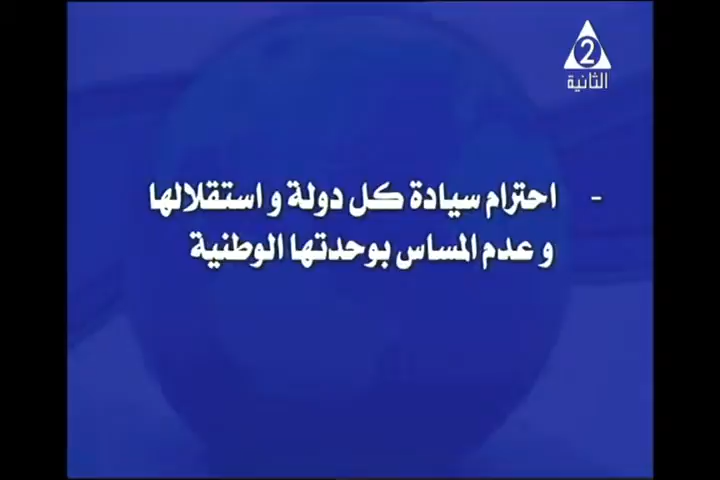 2
الثانية
- احترام سيادة كل دولة و استقلالها
و عدم المساس بوحدتها الوطنية